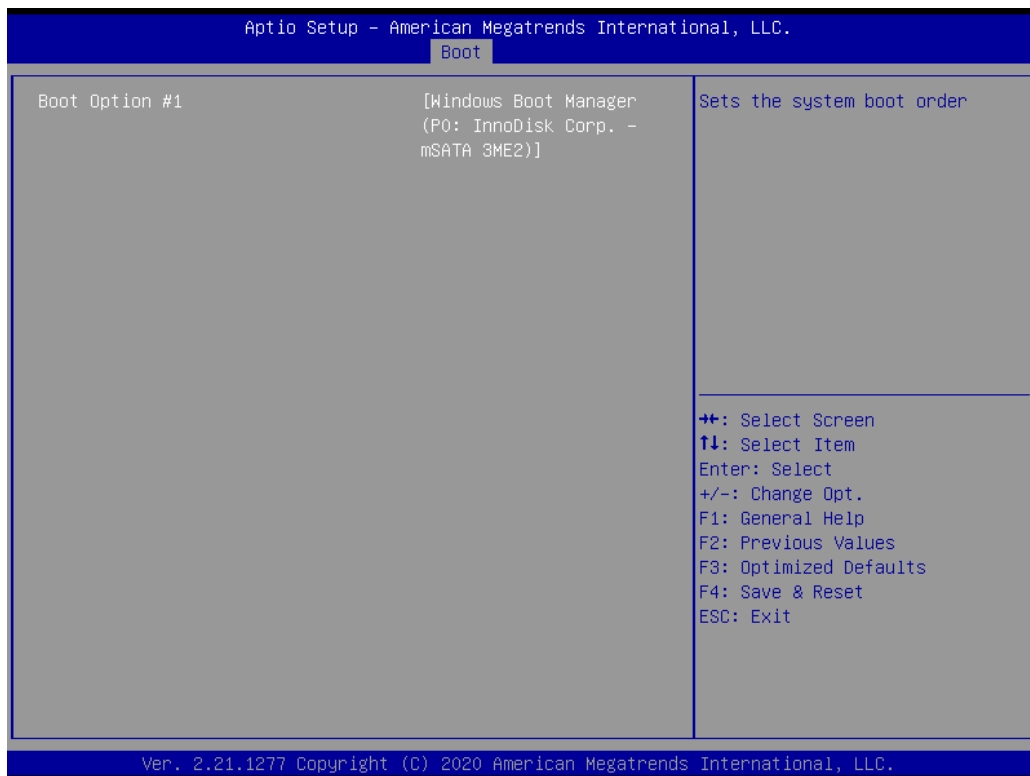 Aptio Setup – American Megatrends International, LLC.
Boot
Boot Option #1
[Windows Boot Manager
(P0: InnoDisk Corp. –
mSATA 3ME2)]
Sets the system boot order
→←: Select Screen
↑↓: Select Item
Enter: Select
+/-: Change Opt.
F1: General Help
F2: Previous Values
F3: Optimized Defaults
F4: Save & Reset
ESC: Exit
Ver. 2.21.1277 Copyright (C) 2020 American Megatrends International, LLC.